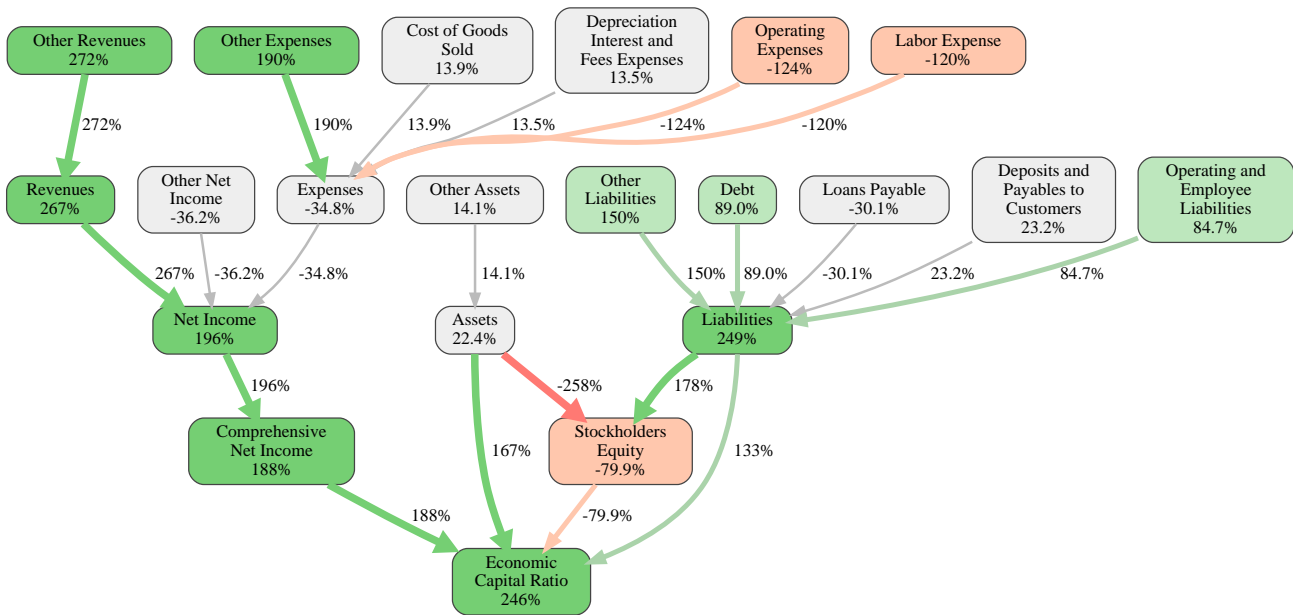 Other Revenues
272%
Other Expenses
190%
Cost of Goods
Sold
13.9%
Depreciation
Interest and
Fees Expenses
13.5%
Operating
Expenses
-124%
Labor Expense
-120%
272%
190%
13.9%
13.5%
-124%
-120%
Revenues
267%
Other Net
Income
-36.2%
Expenses
-34.8%
Other Assets
14.1%
Other
Liabilities
150%
Debt
89.0%
Loans Payable
-30.1%
Deposits and
Payables to
Customers
23.2%
Operating and
Employee
Liabilities
84.7%
267%
-36.2%
-34.8%
14.1%
150%
89.0%
-30.1%
23.2%
84.7%
Net Income
196%
Assets
22.4%
Liabilities
249%
196%
-258%
178%
Comprehensive
Net Income
188%
167%
Stockholders
Equity
-79.9%
133%
188%
-79.9%
Economic
Capital Ratio
246%